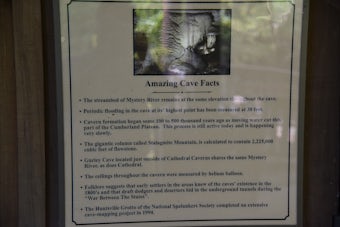 Amazing Cave Facts
• The streambed of Mystery River remains at the same elevation throughout the cave.
• Periodic flooding in the cave at its' highest point has been measured at feet.
• Cavern formation began some 350 to 500 thousand years ago as moving water cut this
part of the Cumberland Plateau. This process is still active today and is happening
very slowly.
• The gigantic column called Stalagmite Mountain, is calculated to contain 2,225,000
cubic feet of flowstone.
• Gurley Cave located just outside of Cathedral Caverns shares the same Mystery
River, as does Cathedral.
• The ceilings throughout the cavern were measured by helium balloon.
• Folklore suggests that early settlers in the areas knew of the caves' existence in the
1800's and that draft dodgers and deserters hid in the underground tunnels during the
"War Between The States".
• The Huntsville Grotto of the National Spelunkers Society completed an extensive
cave-mapping project in 1994.